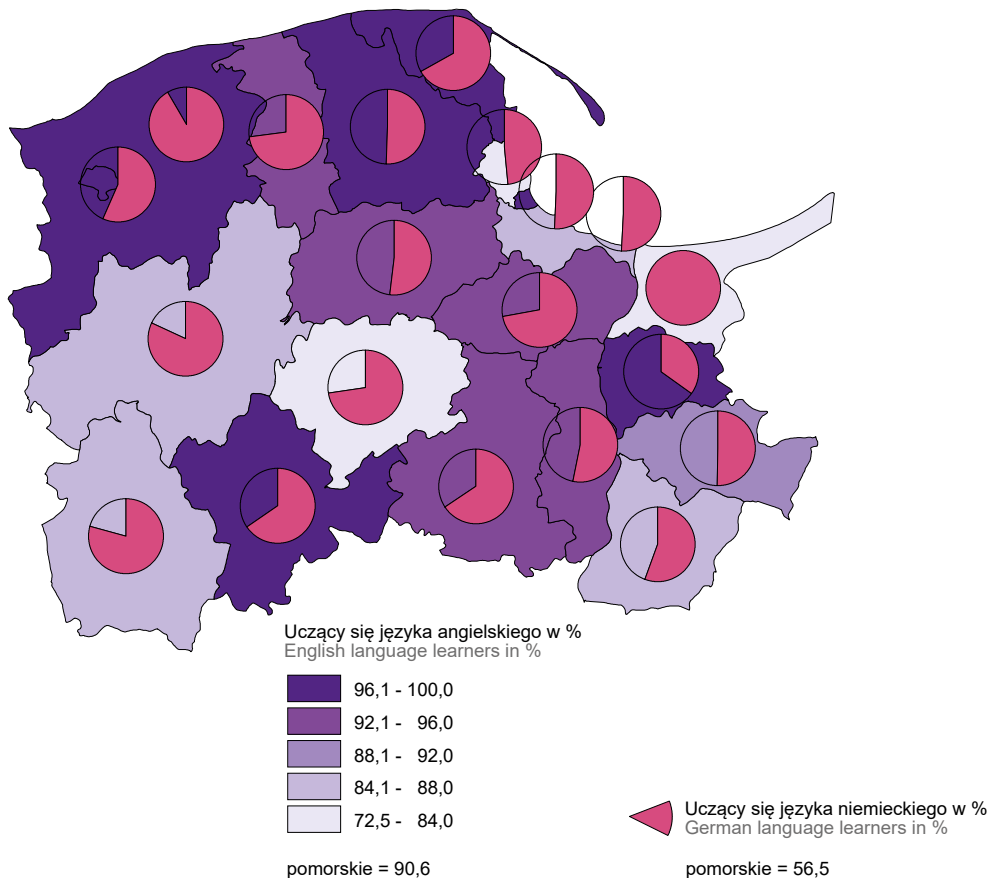 Uczący się języka angielskiego w %
English language learners in %
96,1 - 100,0
92,1 - 96,0
88,1 - 92,0
84,1 - 88,0
72,5 - 84,0
pomorskie = 90,6
Uczący się języka niemieckiego w %
German language learners in %
pomorskie = 56,5